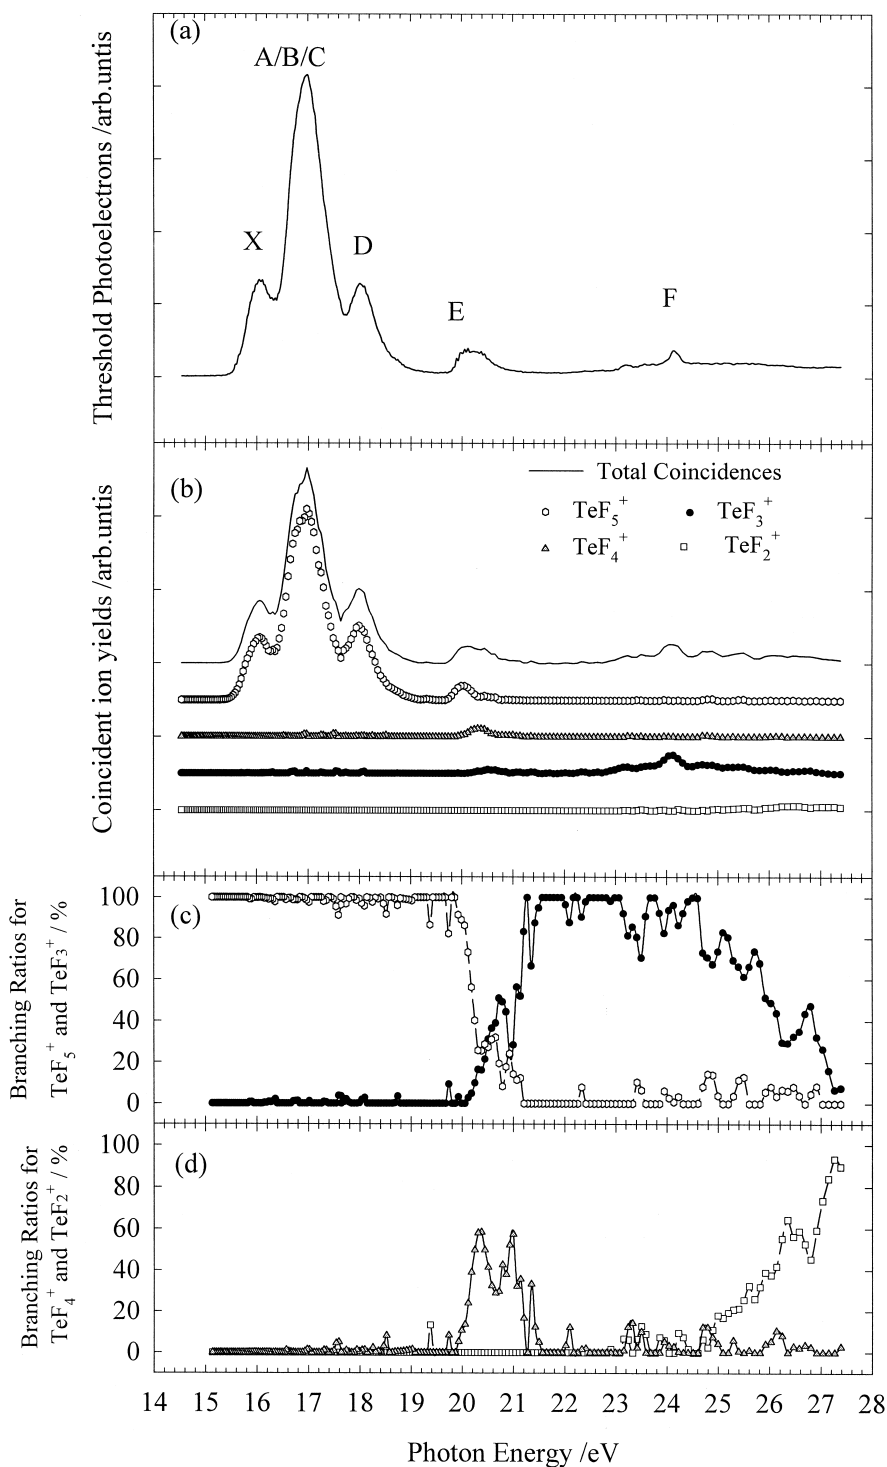 (a)
A/B/C
X
D
E
F
Threshold Photoelectrons /arb.untis
(b)
Total Coincidences
TeF5+ TeF3+
TeF4+ TeF2+
Coincident ion yields /arb.untis
(c)
100
80
60
40
20
0
Branching Ratios for
TeF5+ and TeF3+ / %
(d)
100
80
60
40
20
0
Branching Ratios for
TeF4+ and TeF2+ / %
14 15 16 17 18 19 20 21 22 23 24 25 26 27 28
Photon Energy /eV